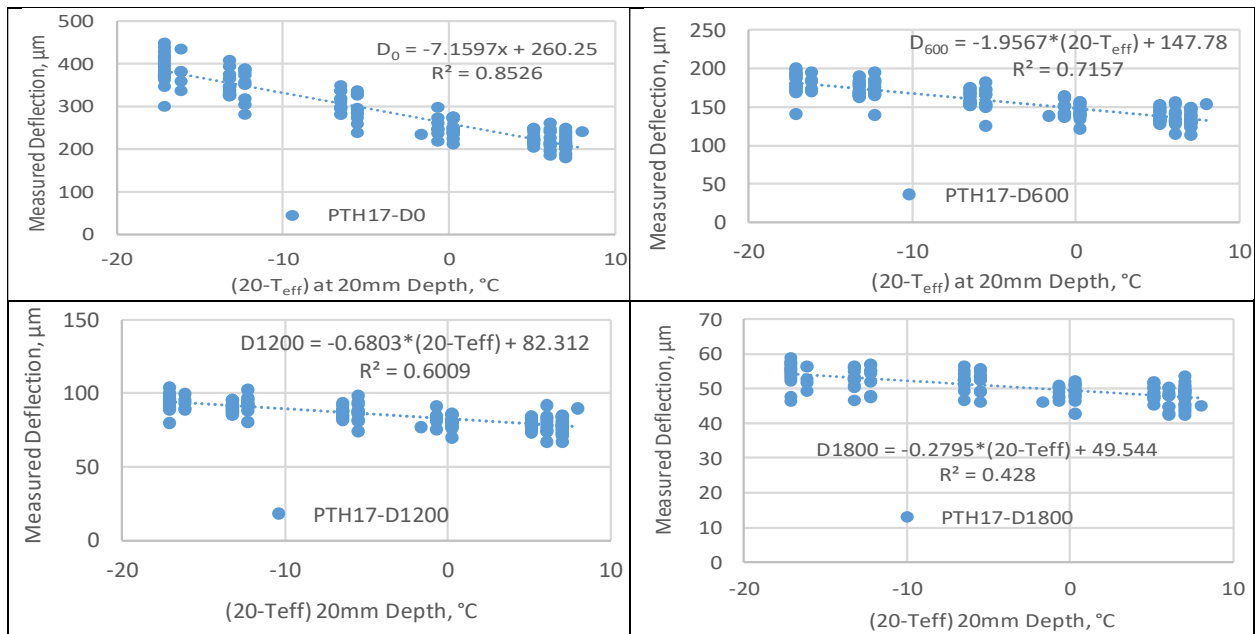 Measured Deflection, µm
500
400
300
200
100
0
D₀ = -7.1597x + 260.25
R² = 0.8526
PTH17-D0
-20
-10
0
10
(20-Tₑff) at 20mm Depth, °C
Measured Deflection, µm
250
200
150
100
50
0
D₆₀₀ = -1.9567*(20-Tₑff) + 147.78
R² = 0.7157
PTH17-D600
-20
-10
0
10
(20-Tₑff) at 20mm Depth, °C
Measured Deflection, µm
150
100
50
0
D1200 = -0.6803*(20-Teff) + 82.312
R² = 0.6009
PTH17-D1200
-20
-10
0
10
(20-Teff) 20mm Depth, °C
Measured Deflection, µm
70
60
50
40
30
20
10
0
D1800 = -0.2795*(20-Teff) + 49.544
R² = 0.428
PTH17-D1800
-20
-10
0
10
(20-Teff) 20mm Depth, °C